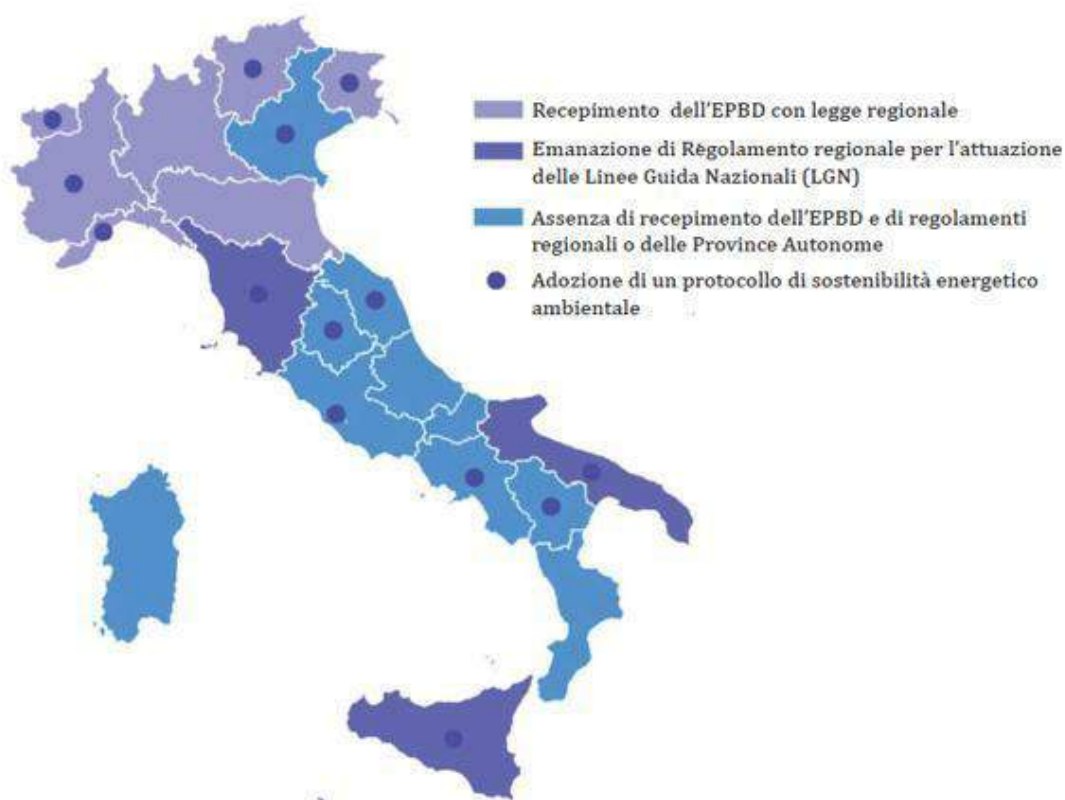 Recepimento dell'EPBD con legge regionale
Emanazione di Règolamento regionale per l'attuazione
delle Linee Guida Nazionali (LGN)
Assenza di recepimento dell'EPBD e di regolamenti
regionali o delle Province Autonome
Adozione di un protocollo di sostenibilità energetico
ambientale